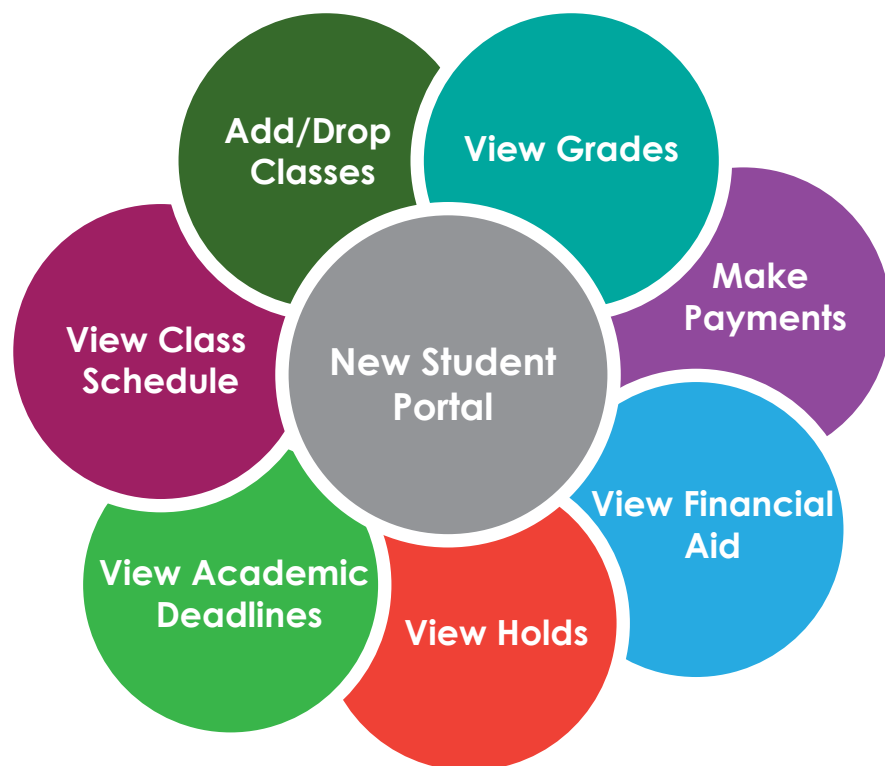 Add/Drop
Classes
View Grades
Make
Payments
View Class
Schedule
New Student
Portal
View Financial
Aid
View Academic
Deadlines
View Holds